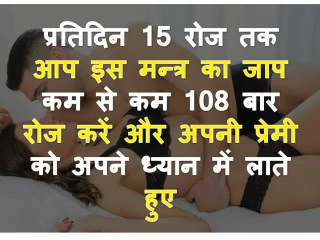 प्रतिदिन 15 रोज तक
आप इस मन्त्र का जाप
कम से कम 108 बार
रोज करें और अपनी प्रेमी
को अपने ध्यान में लाते
हुए